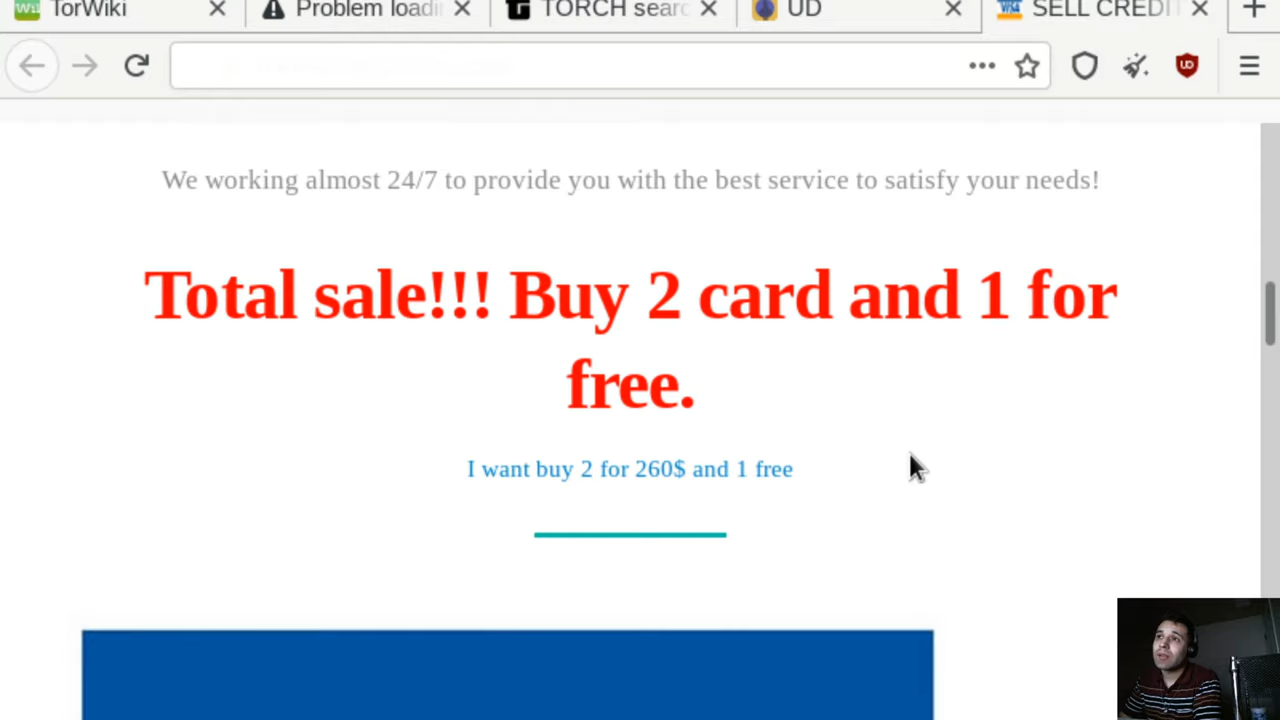 TorWiki
Problem loadi
TORCH searc
UD
SELL CREDIT
We working almost 24/7 to provide you with the best service to satisfy your needs!
Total sale!!! Buy 2 card and 1 for
free.
I want buy 2 for 260$ and 1 free